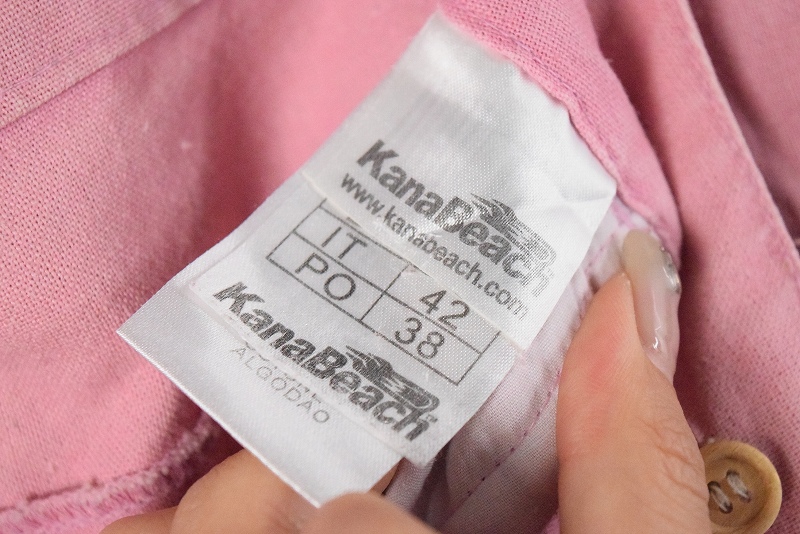 KanaBeach
www.kanabeach.com
IT 42
PO 38
KanaBeach
ALGODÃO